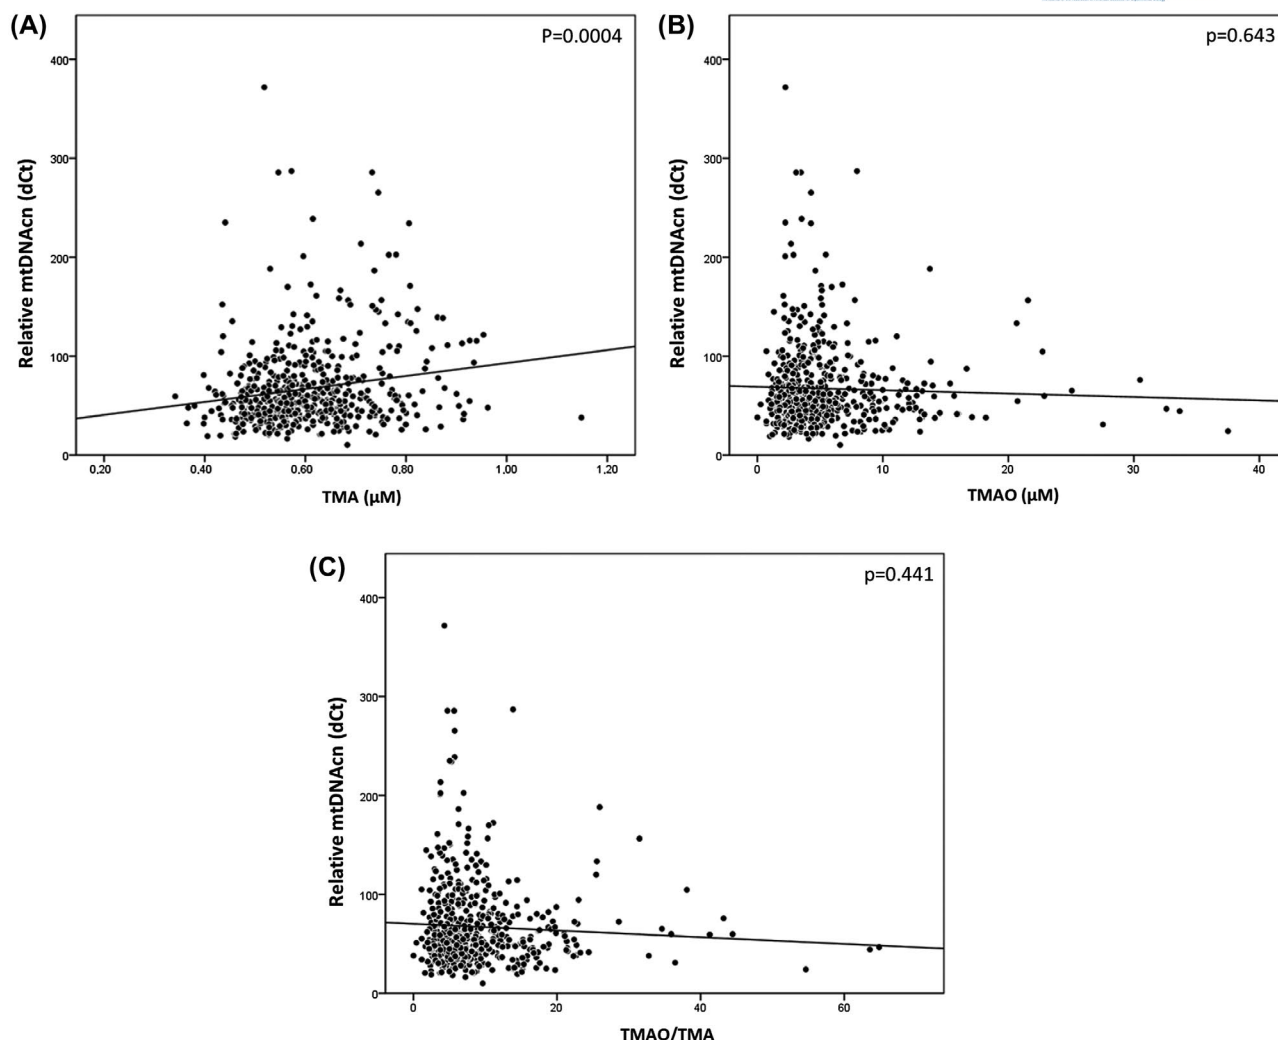 (A)
P=0.0004
400
300
200
100
0
Relative mtDNAcn (dCt)
0,20 0,40 0,60 0,80 1,00 1,20
TMA (µM)
(B)
p=0.643
400
300
200
100
0
Relative mtDNAcn (dCt)
0 10 20 30 40
TMAO (µM)
(C)
p=0.441
400
300
200
100
0
Relative mtDNAcn (dCt)
0 20 40 60
TMAO/TMA